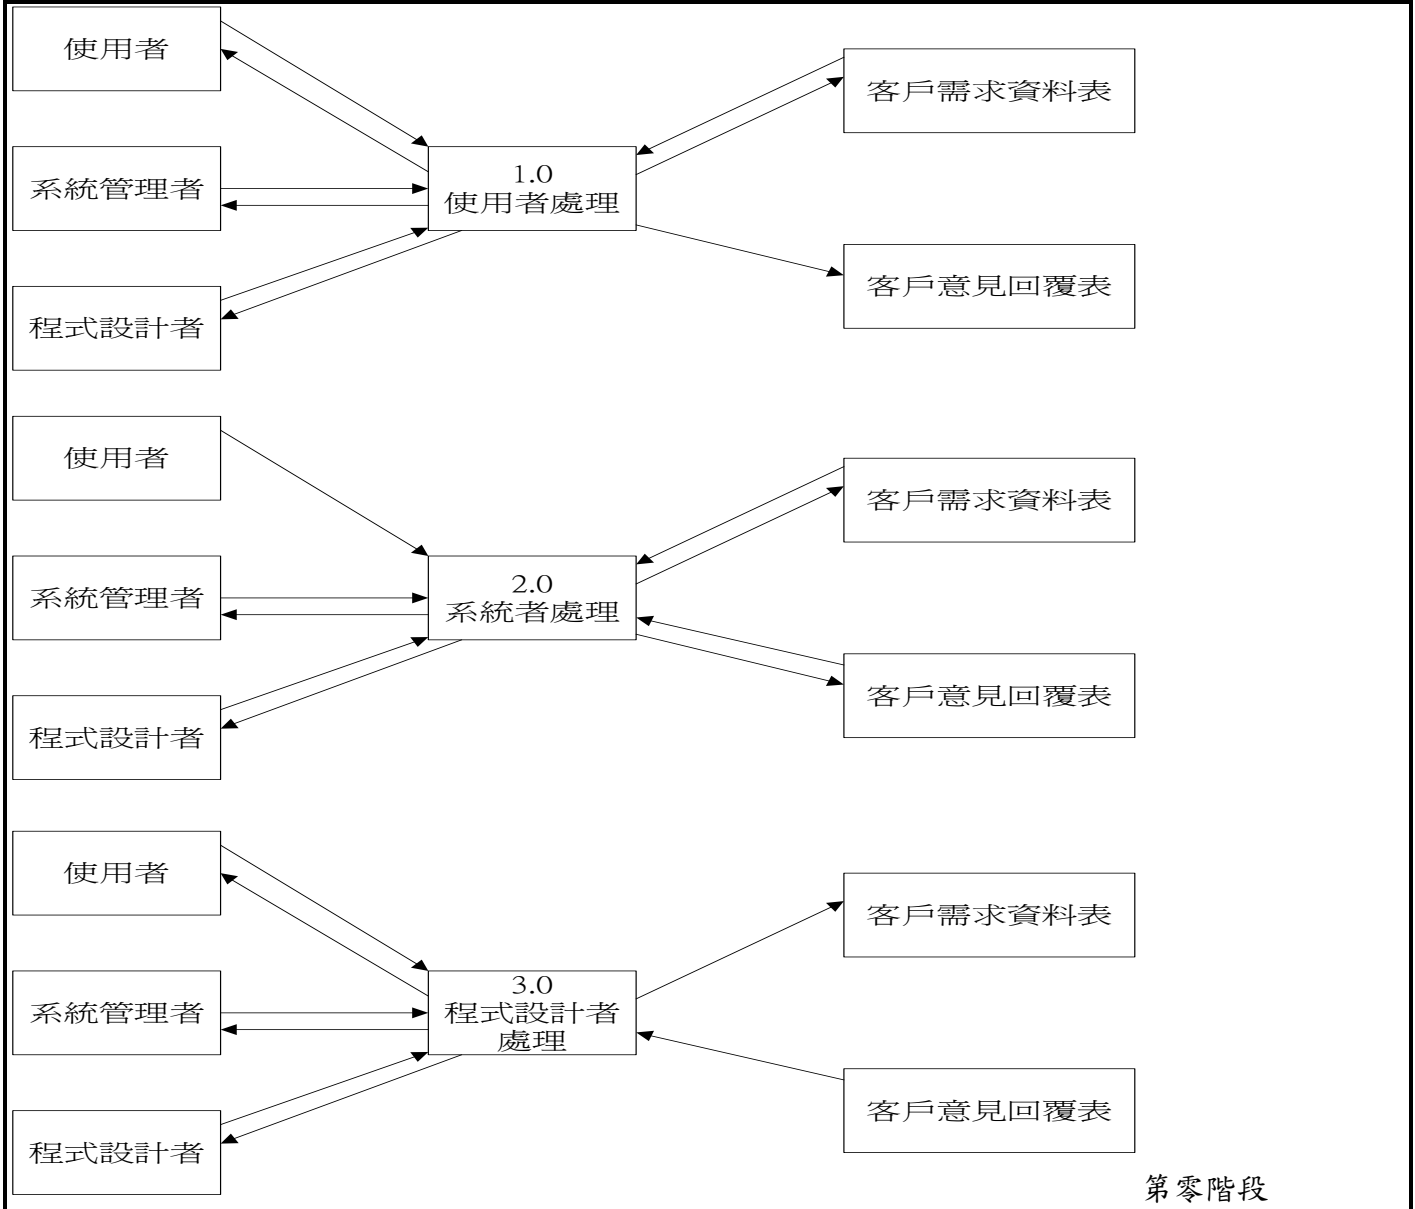 使用者
客戶需求資料表
系統管理者
1.0
使用者處理
客戶意見回覆表
程式設計者
使用者
客戶需求資料表
系統管理者
2.0
系統者處理
客戶意見回覆表
程式設計者
使用者
客戶需求資料表
系統管理者
3.0
程式設計者
處理
客戶意見回覆表
程式設計者
第零階段